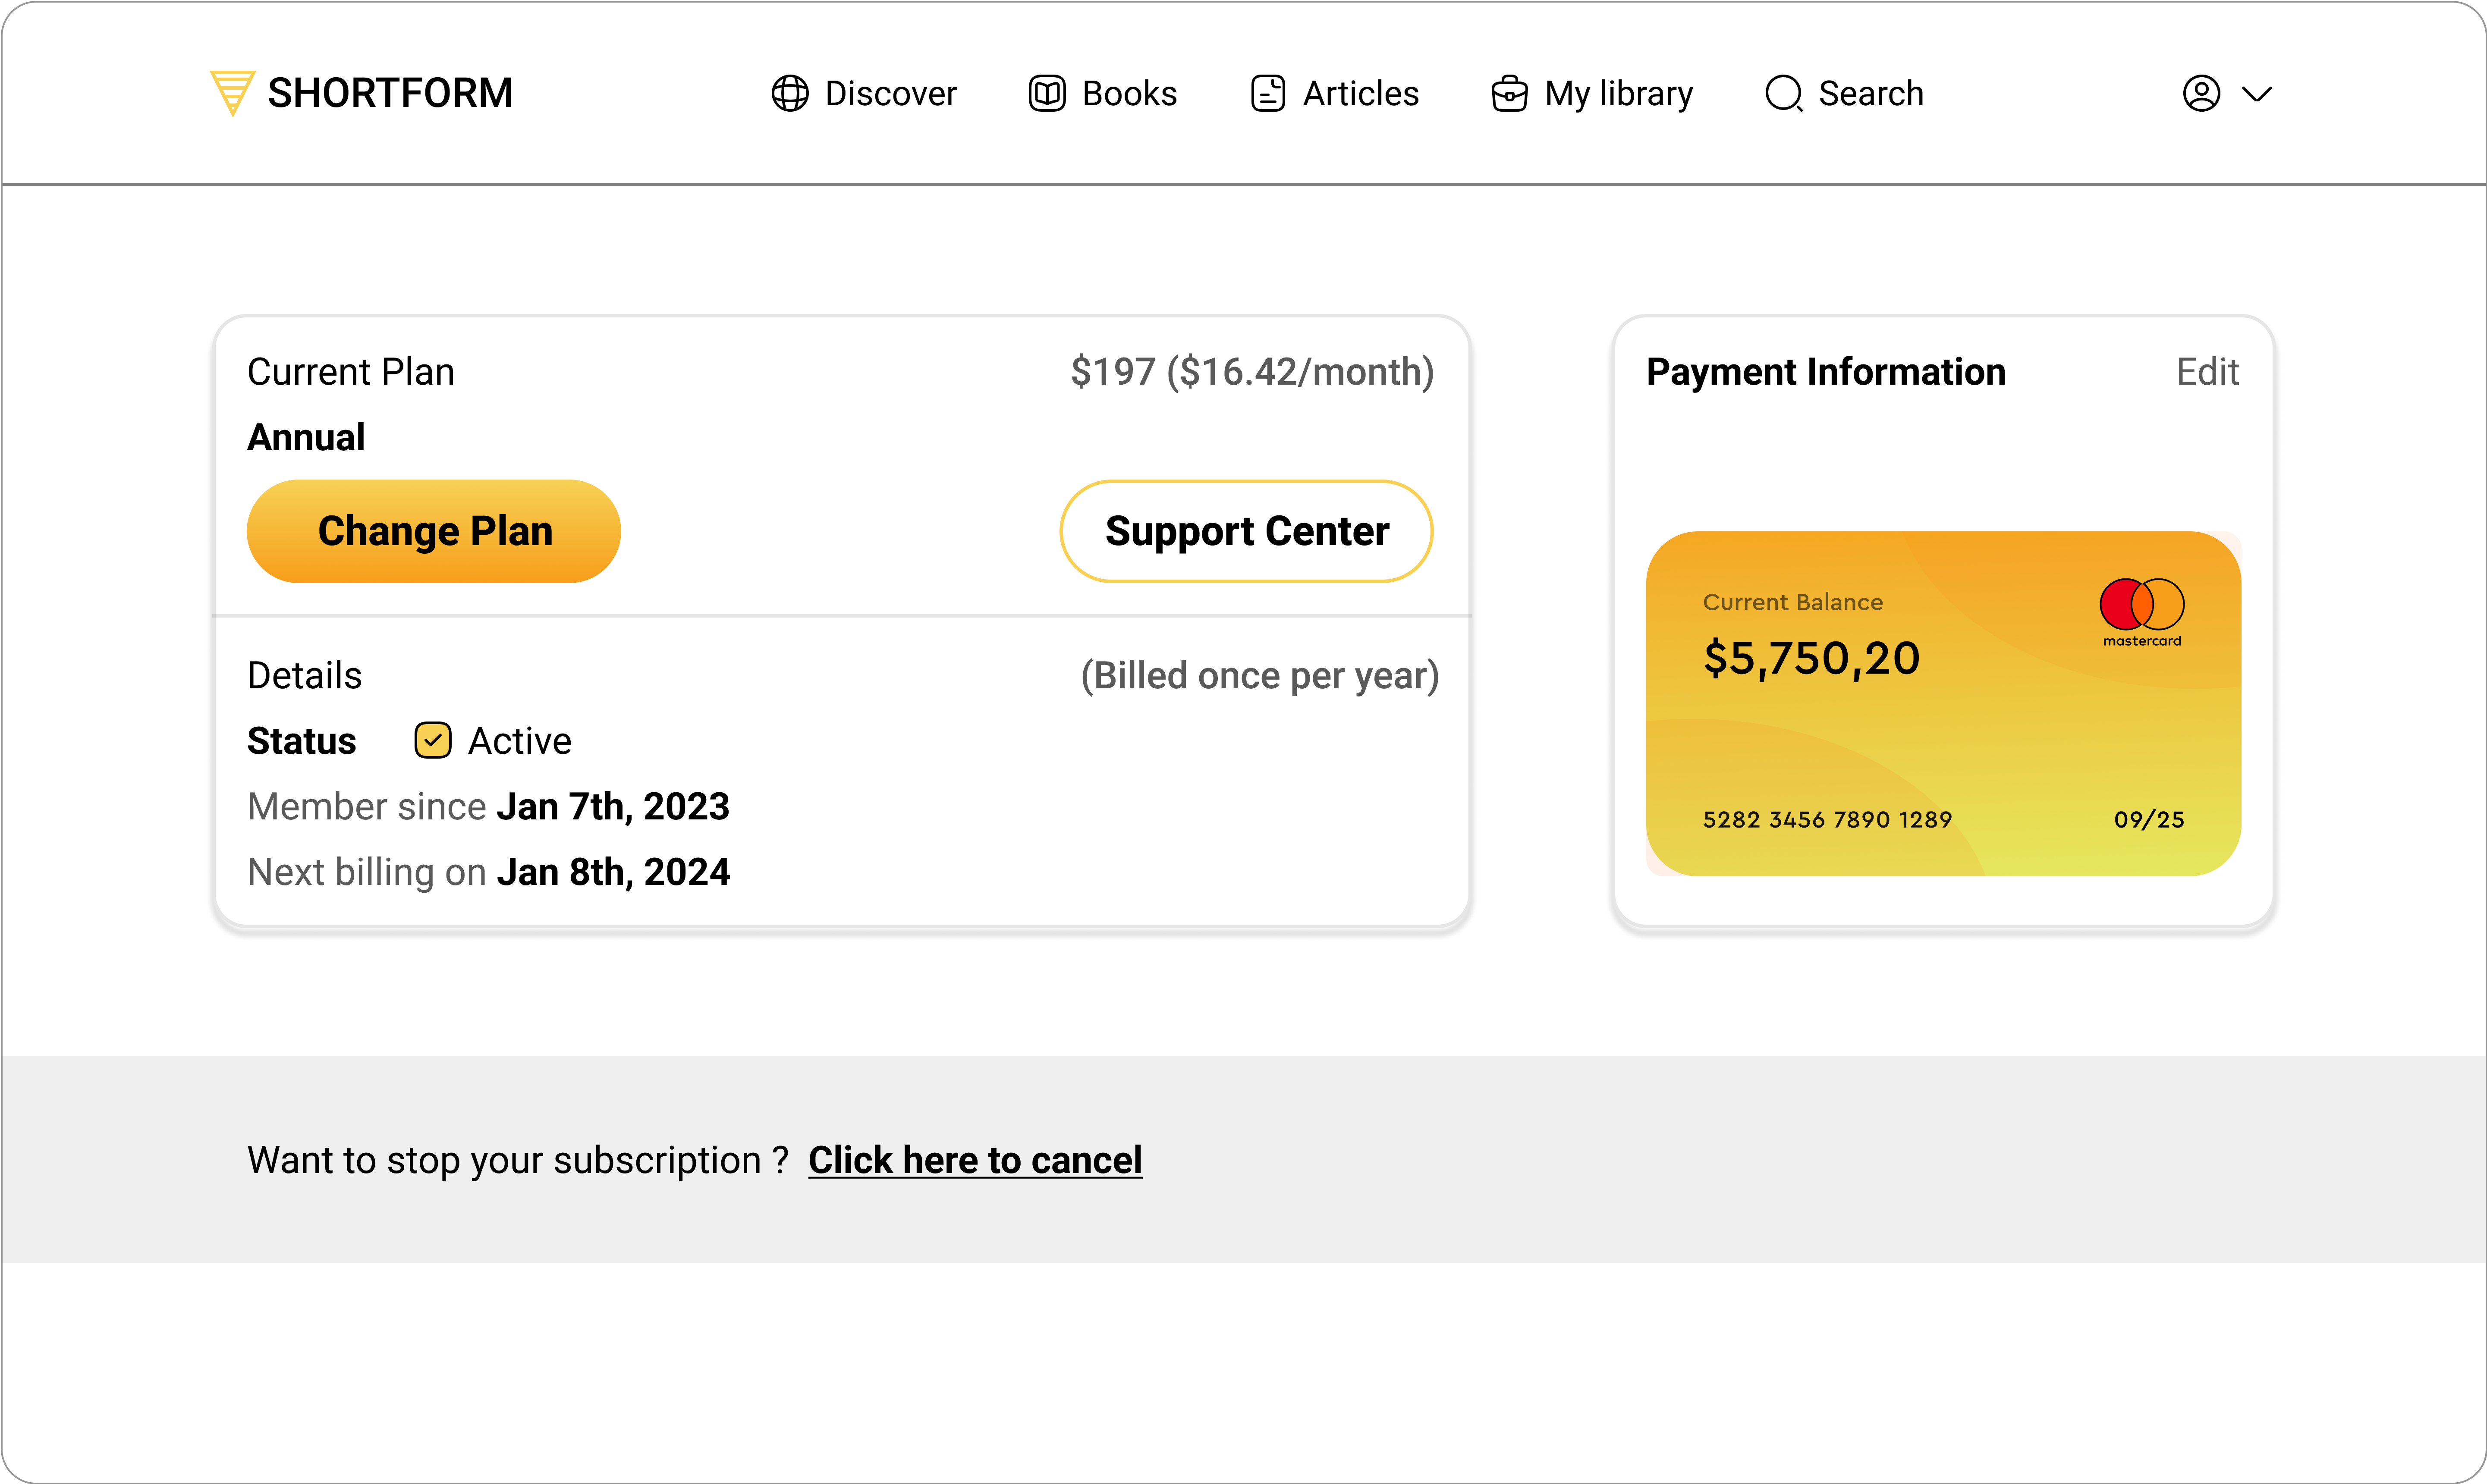 SHORTFORM
Discover
Books
Articles
My library
Search
Current Plan
$197 ($16.42/month)
Annual
Change Plan
Support Center
Details
(Billed once per year)
Status
Active
Member since Jan 7th, 2023
Next billing on Jan 8th, 2024
Payment Information
Edit
Current Balance
$5,750,20
mastercard
5282 3456 7890 1289
09/25
Want to stop your subscription ? Click here to cancel